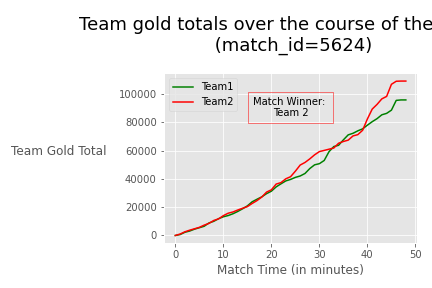 Team gold totals over the course of the
(match_id=5624)
Team1
Team2
Match Winner:
Team 2
Team Gold Total
100000
80000
60000
40000
20000
0
0
10
20
30
40
50
Match Time (in minutes)